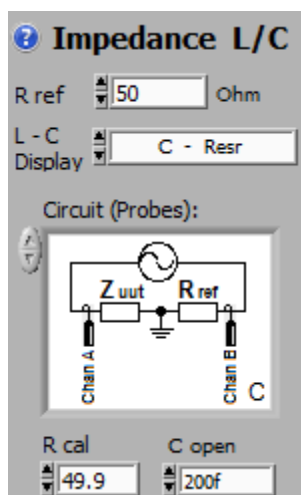 ? Impedance L/C
R ref 50 Ohm
L - C
Display C - Resr
Circuit (Probes):
Z uut R ref
Chan A Chan B C
R cal C open
49.9 200f